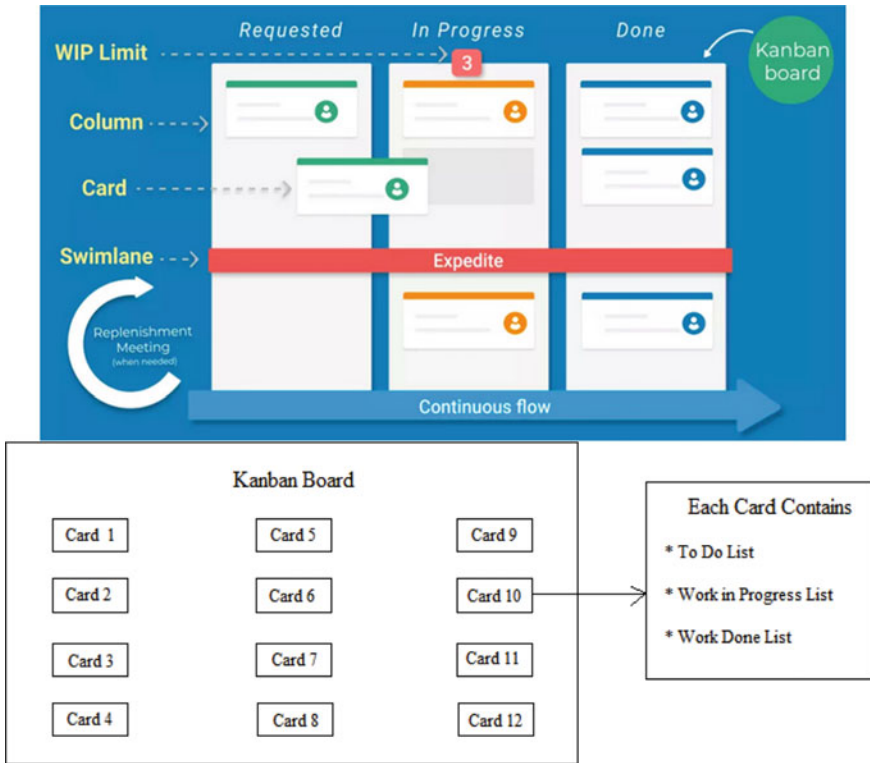 Requested
In Progress
Done
WIP Limit
3
Kanban
board
Column
Card
Swimlane
Expedite
Replenishment
Meeting
(when needed)
Continuous flow
Kanban Board
Card 1
Card 5
Card 9
Card 2
Card 6
Card 10
Card 3
Card 7
Card 11
Card 4
Card 8
Card 12
Each Card Contains
* To Do List
* Work in Progress List
* Work Done List